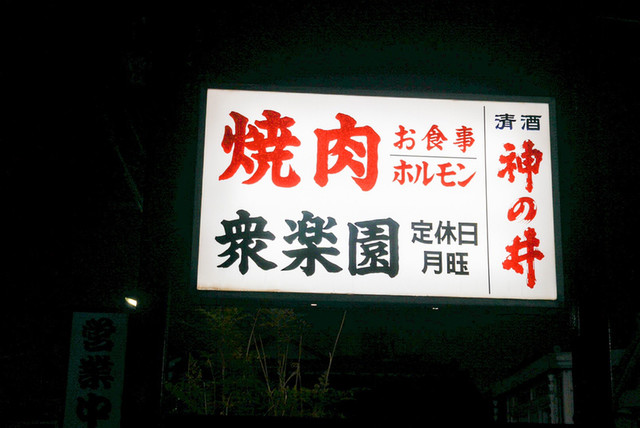 焼肉
お食事
ホルモン
衆楽園
定休日
月旺
清酒
神の井
営業中